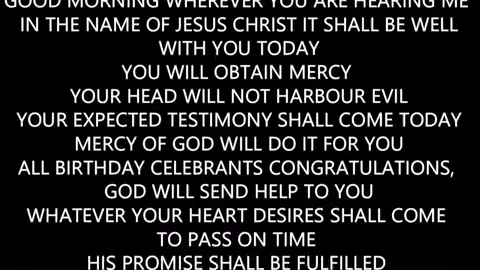 GOOD MORNING WHEREVER YOU ARE HEARING ME
IN THE NAME OF JESUS CHRIST IT SHALL BE WELL
WITH YOU TODAY
YOU WILL OBTAIN MERCY
YOUR HEAD WILL NOT HARBOUR EVIL
YOUR EXPECTED TESTIMONY SHALL COME TODAY
MERCY OF GOD WILL DO IT FOR YOU
ALL BIRTHDAY CELEBRANTS CONGRATULATIONS,
GOD WILL SEND HELP TO YOU
WHATEVER YOUR HEART DESIRES SHALL COME
TO PASS ON TIME
HIS PROMISE SHALL BE FULFILLED